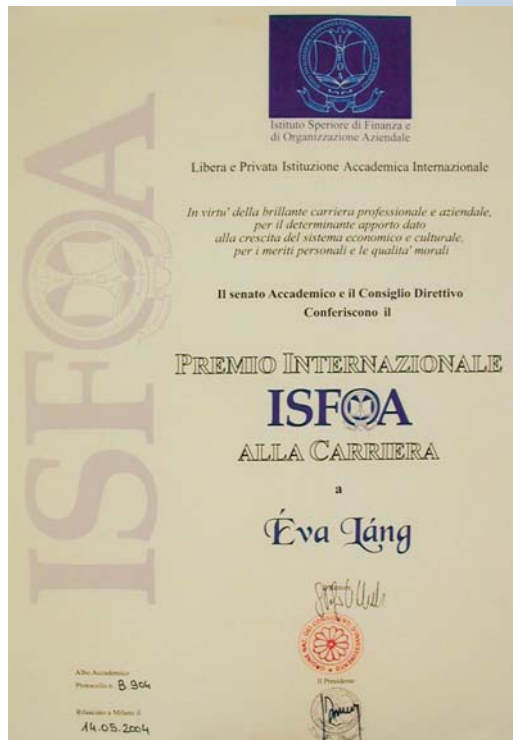 ISFOA
Istituto Speriore di Finanza e
di Organizzazione Aziendale
Libera e Privata Istituzione Accademica Internazionale
In virtu' della brillante carriera professionale e aziendale,
per il determinante apporto dato
alla crescita del sistema economico e culturale,
per i meriti personali e le qualita' morali
Il senato Accademico e il Consiglio Direttivo
Conferiscono il
PREMIO INTERNAZIONALE
ISFOA
ALLA CARRIERA
a
Éva Láng
Il Presidente
Albo Accademico
Protocollo n. B 904
Rilasciato a Milano il
14.05.2004